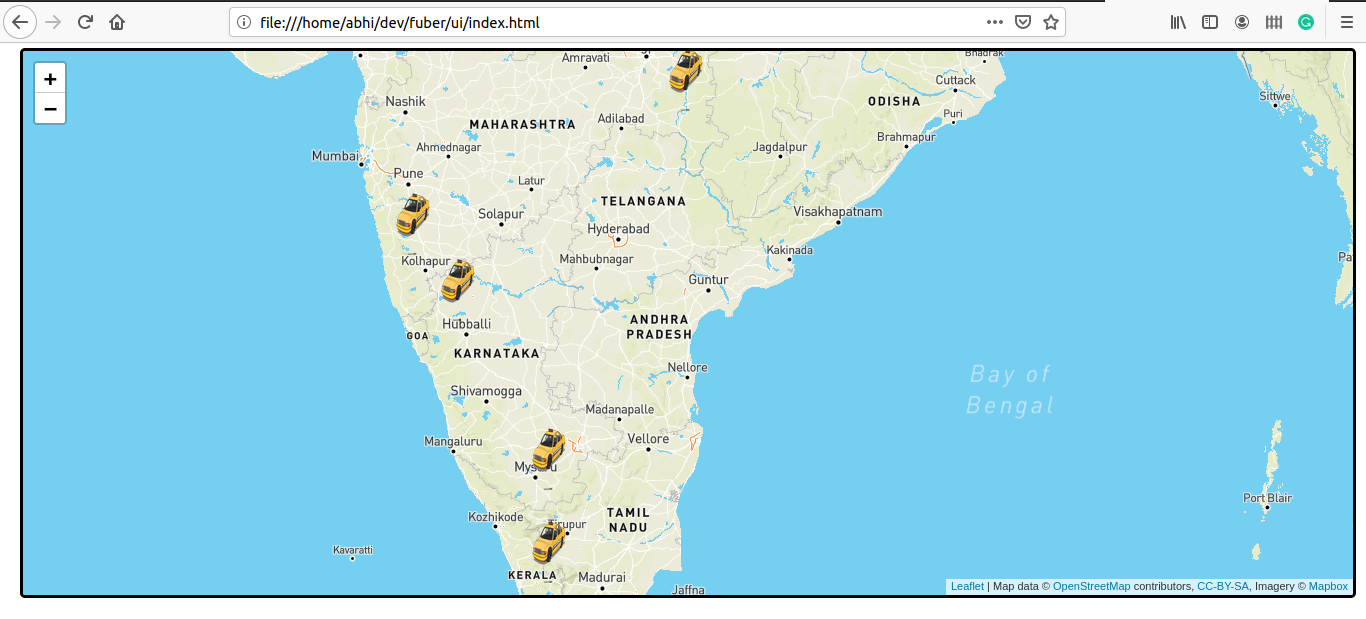 file:///home/abhi/dev/fuber/ui/index.html
+
−
Amravati
Bhadrak
Cuttack
Nashik
ODISHA
Sittwe
Puri
MAHARASHTRA
Adilabad
Brahmapur
Ahmednagar
Jagdalpur
Mumbai
Pune
Latur
TELANGANA
Solapur
Visakhapatnam
Hyderabad
Kakinada
Kolhapur
Mahbubnagar
Guntur
Hubballi
ANDHRA
PRADESH
GOA
KARNATAKA
Nellore
Bay of
Bengal
Shivamogga
Madanapalle
Mangaluru
Vellore
Port Blair
Kozhikode
TAMIL
NADU
Kavaratti
KERALA
Madurai
Jaffna
Leaflet | Map data © OpenStreetMap contributors, CC-BY-SA, Imagery © Mapbox